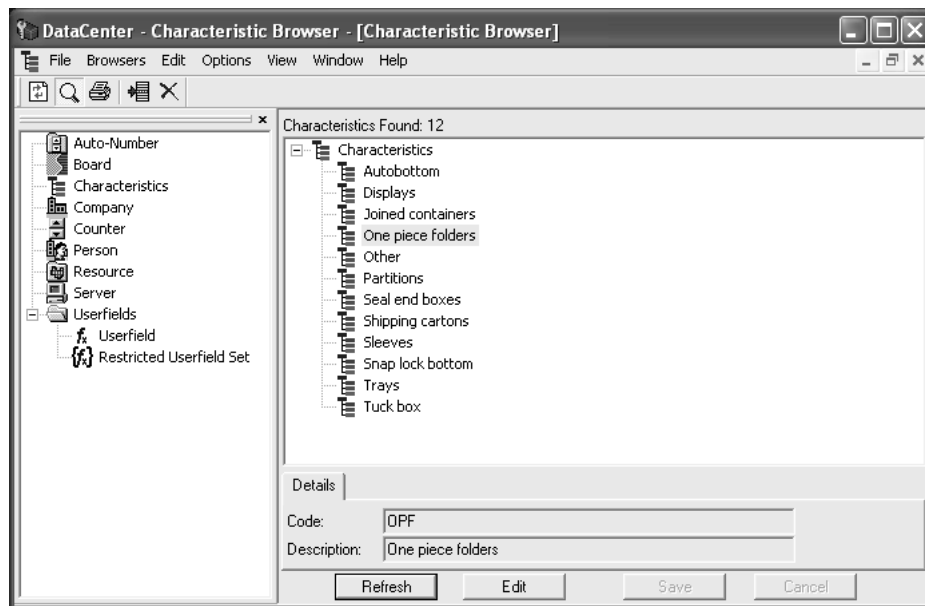 DataCenter - Characteristic Browser - [Characteristic Browser]
File Browsers Edit Options View Window Help
Auto-Number
Board
Characteristics
Company
Counter
Person
Resource
Server
Userfields
Userfield
Restricted Userfield Set
Characteristics Found: 12
Characteristics
Autobottom
Displays
Joined containers
One piece folders
Other
Partitions
Seal end boxes
Shipping cartons
Sleeves
Snap lock bottom
Trays
Tuck box
Details
Code: OPF
Description: One piece folders
Refresh Edit Save Cancel